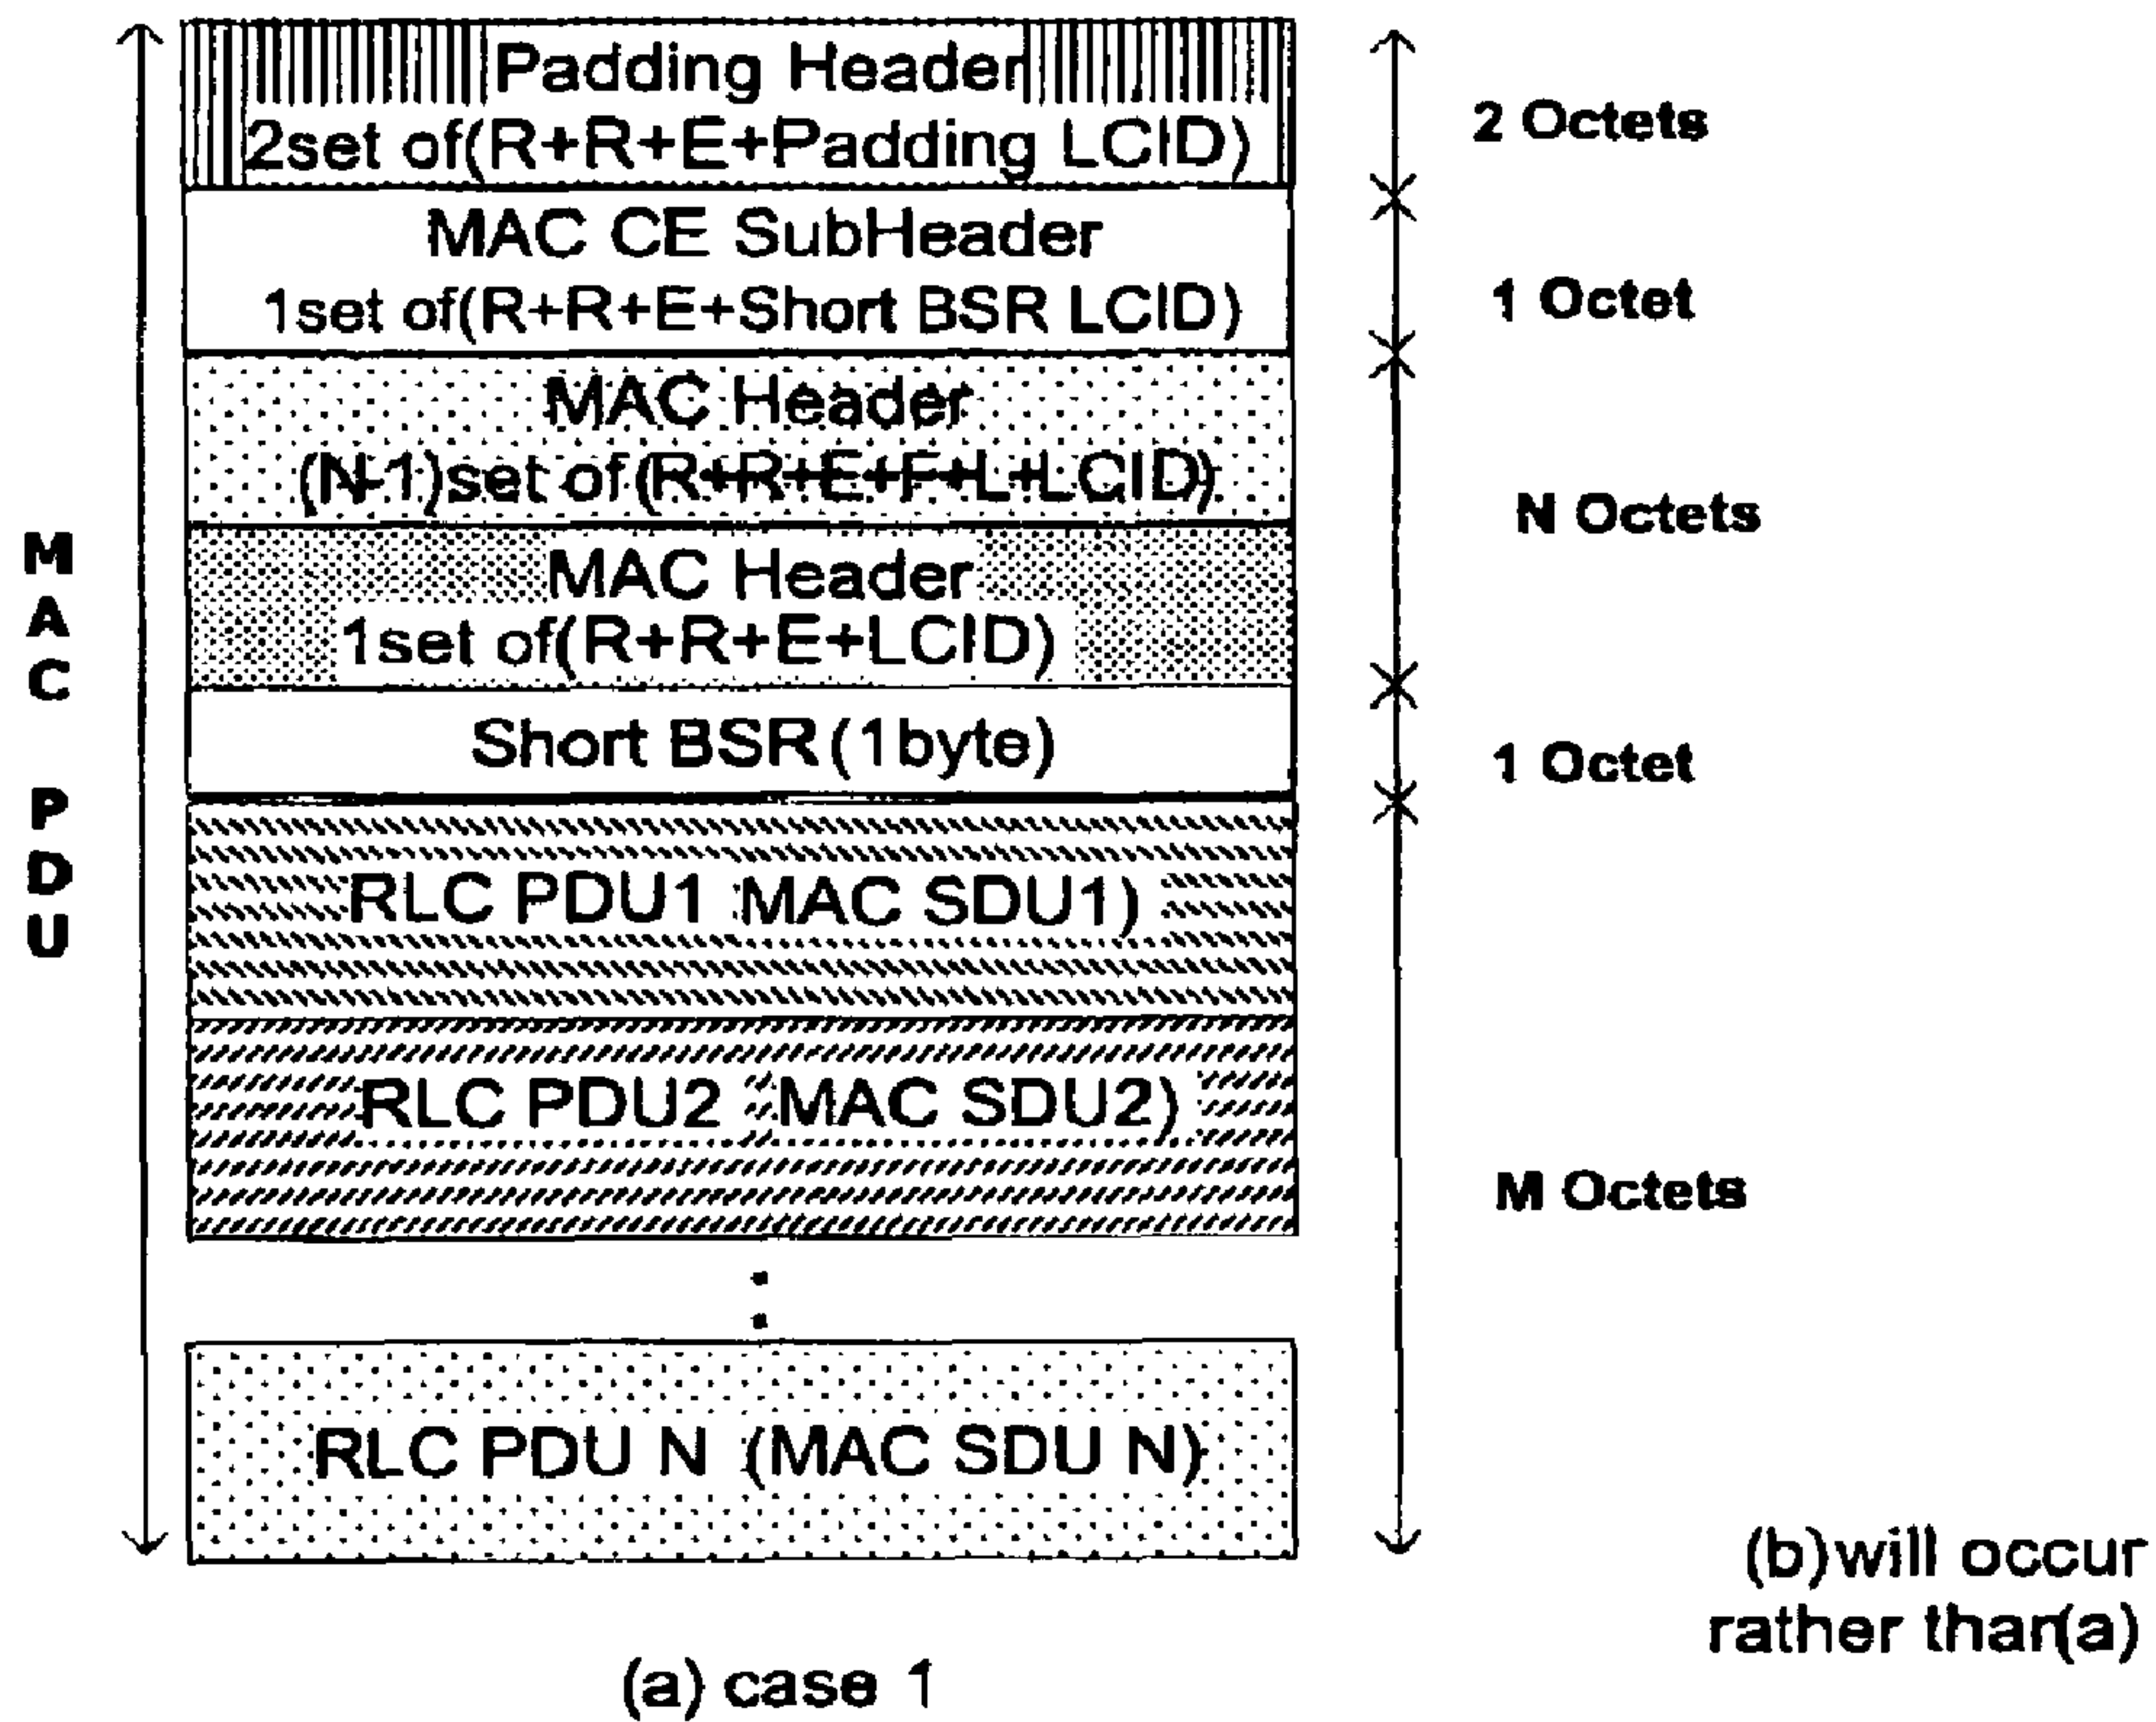 Padding Header
2set of(R+R+E+Padding LCID)
2 Octets
MAC CE SubHeader
1set of(R+R+E+Short BSR LCID)
1 Octet
MAC Header
(N-1)set of(R+R+E+F+L+LCID)
N Octets
MAC Header
1set of(R+R+E+LCID)
Short BSR(1byte)
1 Octet
MAC PDU
RLC PDU1 MAC SDU1)
RLC PDU2 MAC SDU2)
M Octets
RLC PDU N (MAC SDU N)
(b)will occur
rather than(a)
(a) case 1